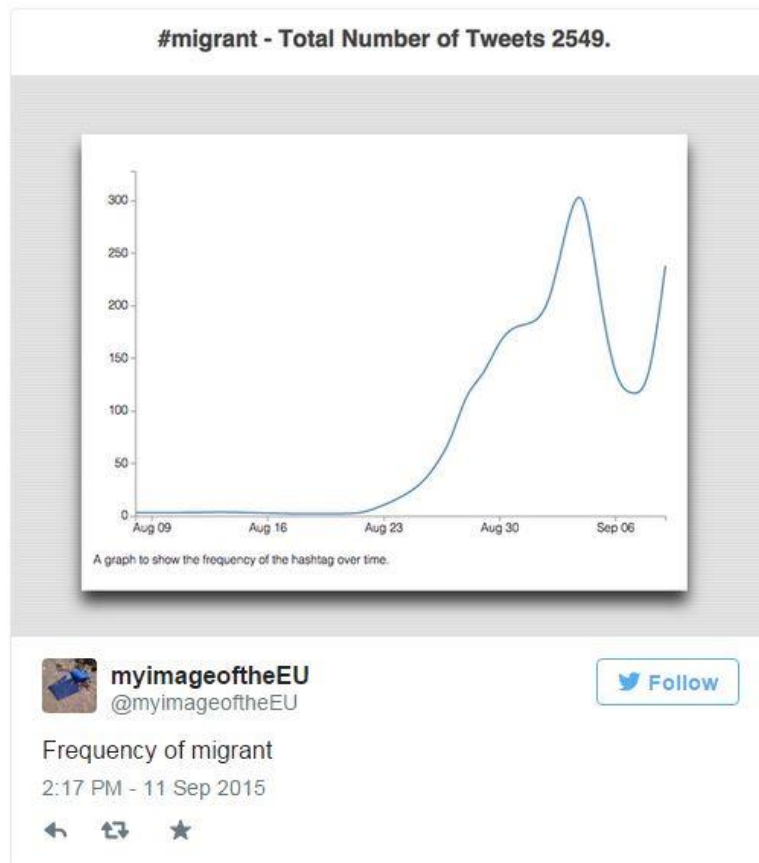 #migrant - Total Number of Tweets 2549.
300
250
200
150
100
50
0
Aug 09 Aug 16 Aug 23 Aug 30 Sep 06
A graph to show the frequency of the hashtag over time.
myimageoftheEU
@myimageoftheEU
Follow
Frequency of migrant
2:17 PM - 11 Sep 2015